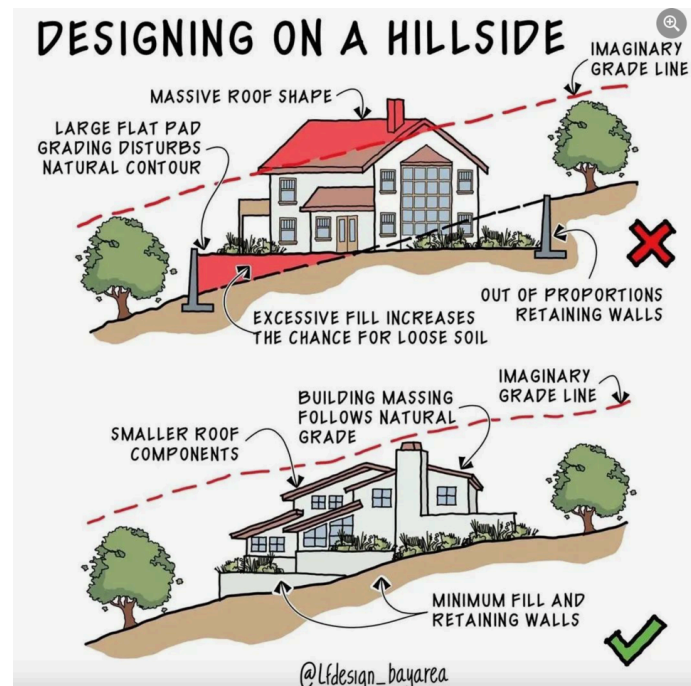 DESIGNING ON A HILLSIDE
IMAGINARY
GRADE LINE
MASSIVE ROOF SHAPE
LARGE FLAT PAD
GRADING DISTURBS
NATURAL CONTOUR
OUT OF PROPORTIONS
RETAINING WALLS
EXCESSIVE FILL INCREASES
THE CHANCE FOR LOOSE SOIL
IMAGINARY
GRADE LINE
BUILDING MASSING
FOLLOWS NATURAL
GRADE
SMALLER ROOF
COMPONENTS
MINIMUM FILL AND
RETAINING WALLS
@Lfdesign_bayarea